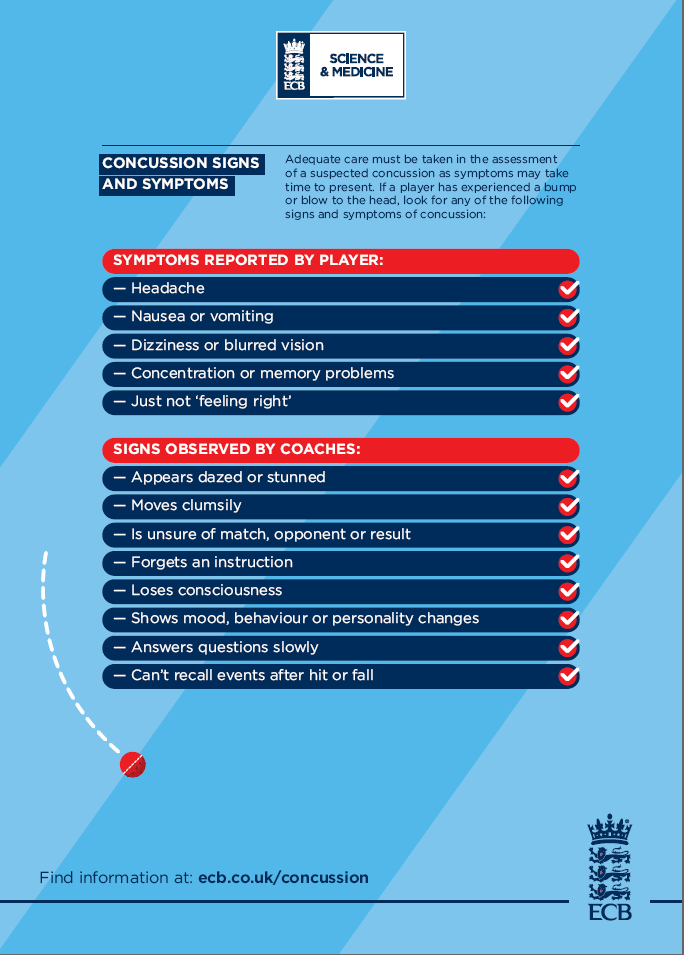 ECB
SCIENCE
& MEDICINE
CONCUSSION SIGNS
AND SYMPTOMS
Adequate care must be taken in the assessment
of a suspected concussion as symptoms may take
time to present. If a player has experienced a bump
or blow to the head, look for any of the following
signs and symptoms of concussion:
SYMPTOMS REPORTED BY PLAYER:
— Headache
— Nausea or vomiting
— Dizziness or blurred vision
— Concentration or memory problems
— Just not ‘feeling right’
SIGNS OBSERVED BY COACHES:
— Appears dazed or stunned
— Moves clumsily
— Is unsure of match, opponent or result
— Forgets an instruction
— Loses consciousness
— Shows mood, behaviour or personality changes
— Answers questions slowly
— Can’t recall events after hit or fall
Find information at: ecb.co.uk/concussion
ECB